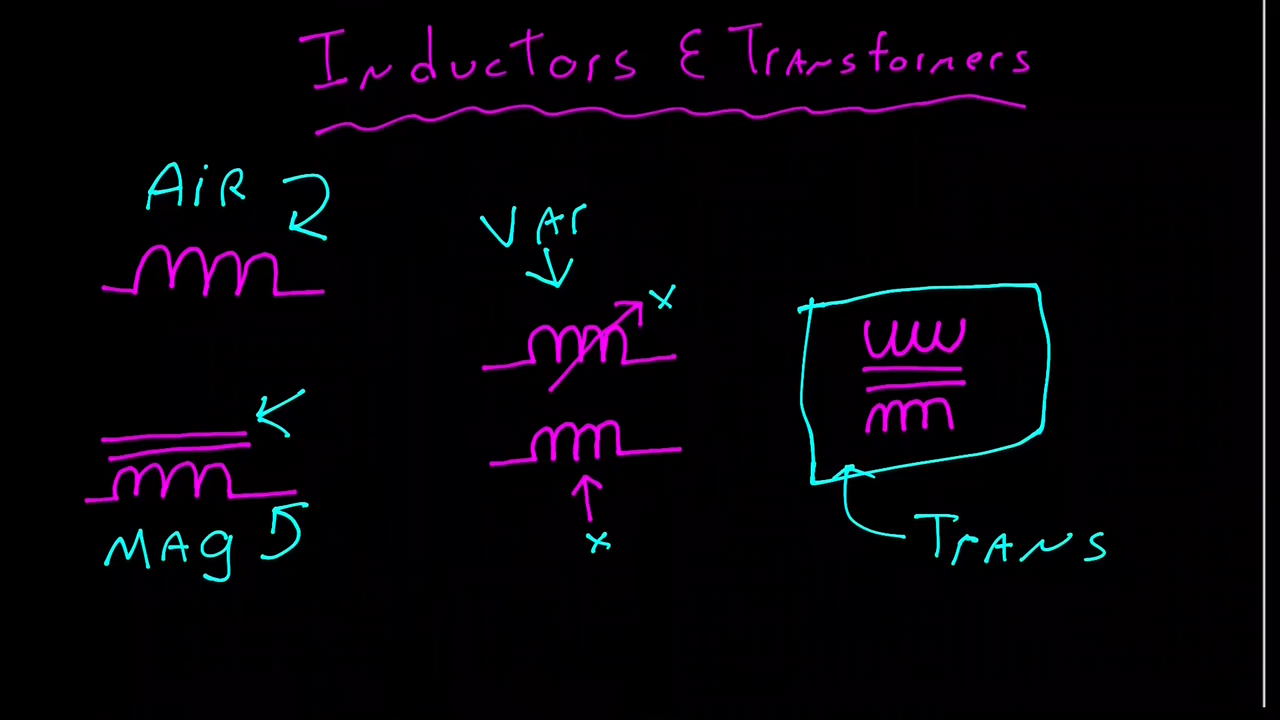 Inductors & Transformers
AIR
VAr
x
x
MAg
TrANS